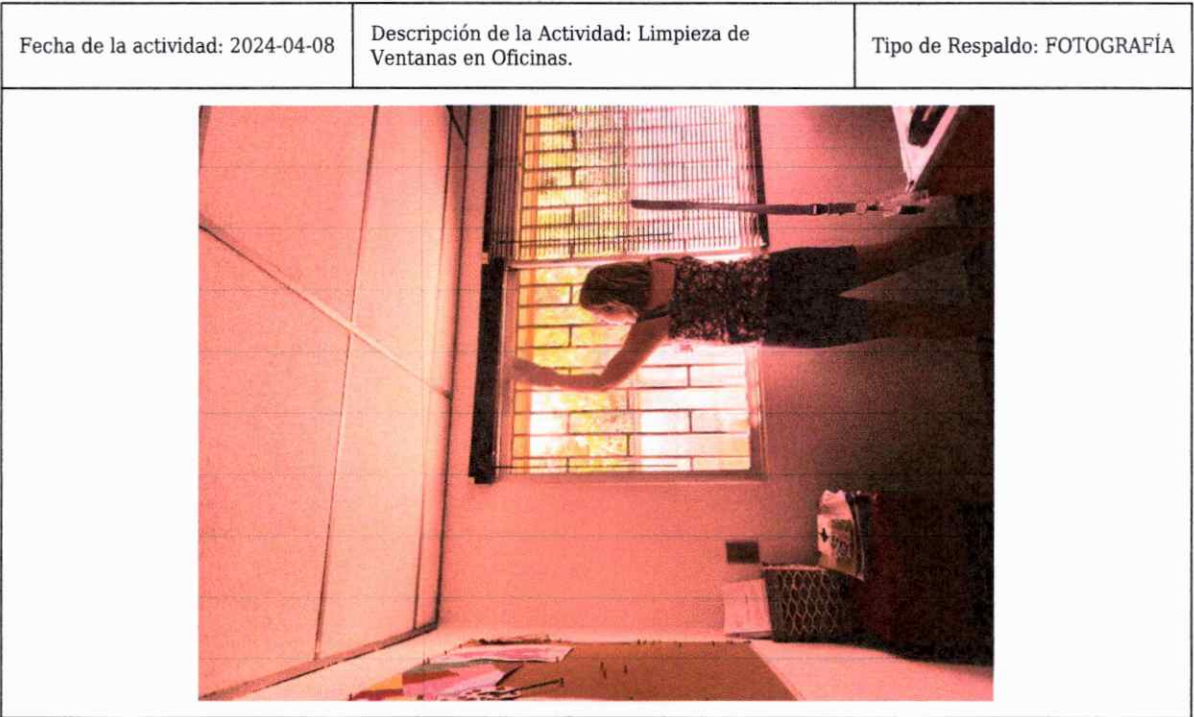 Fecha de la actividad: 2024-04-08
Descripción de la Actividad: Limpieza de
Ventanas en Oficinas.
Tipo de Respaldo: FOTOGRAFÍA